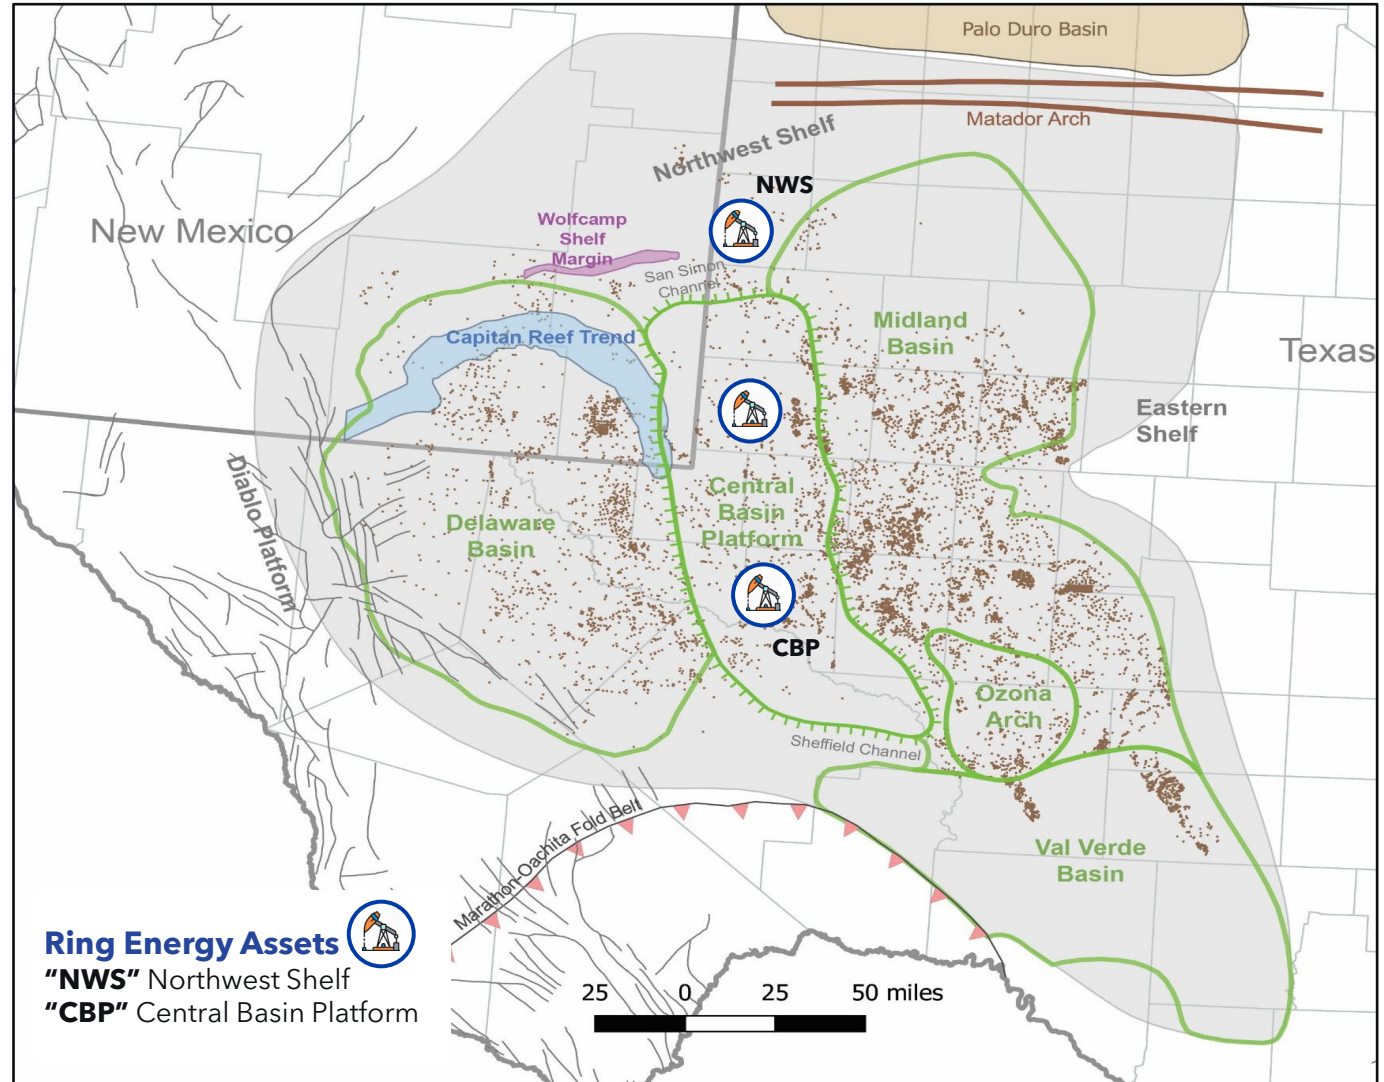 Palo Duro Basin
Matador Arch
Northwest Shelf
NWS
New Mexico
Wolfcamp
Shelf
Margin
San Simon
Channel
Midland
Basin
Capitan Reef Trend
Texas
Eastern
Shelf
Diablo Platform
Delaware
Basin
Central
Basin
Platform
CBP
Ozona
Arch
Sheffield Channel
Marathon-Oachita Fold Belt
Val Verde
Basin
Ring Energy Assets
"NWS" Northwest Shelf
"CBP" Central Basin Platform
25 0 25 50 miles